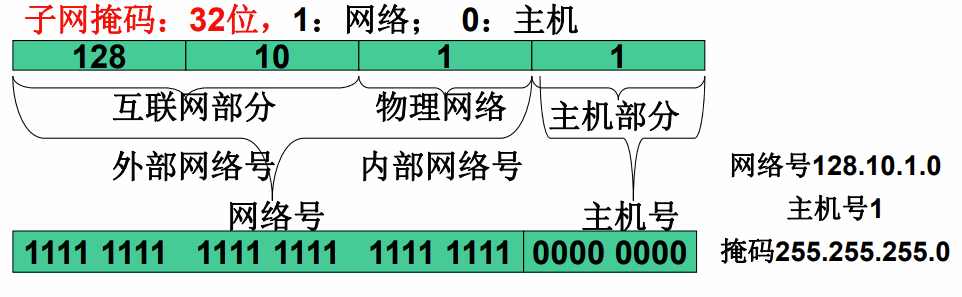 子网掩码：32位，1：网络； 0：主机
128 10 1 1
互联网部分 物理网络 主机部分
外部网络号 内部网络号
网络号128.10.1.0
网络号 主机号
主机号1
1111 1111 1111 1111 1111 1111 0000 0000
掩码255.255.255.0